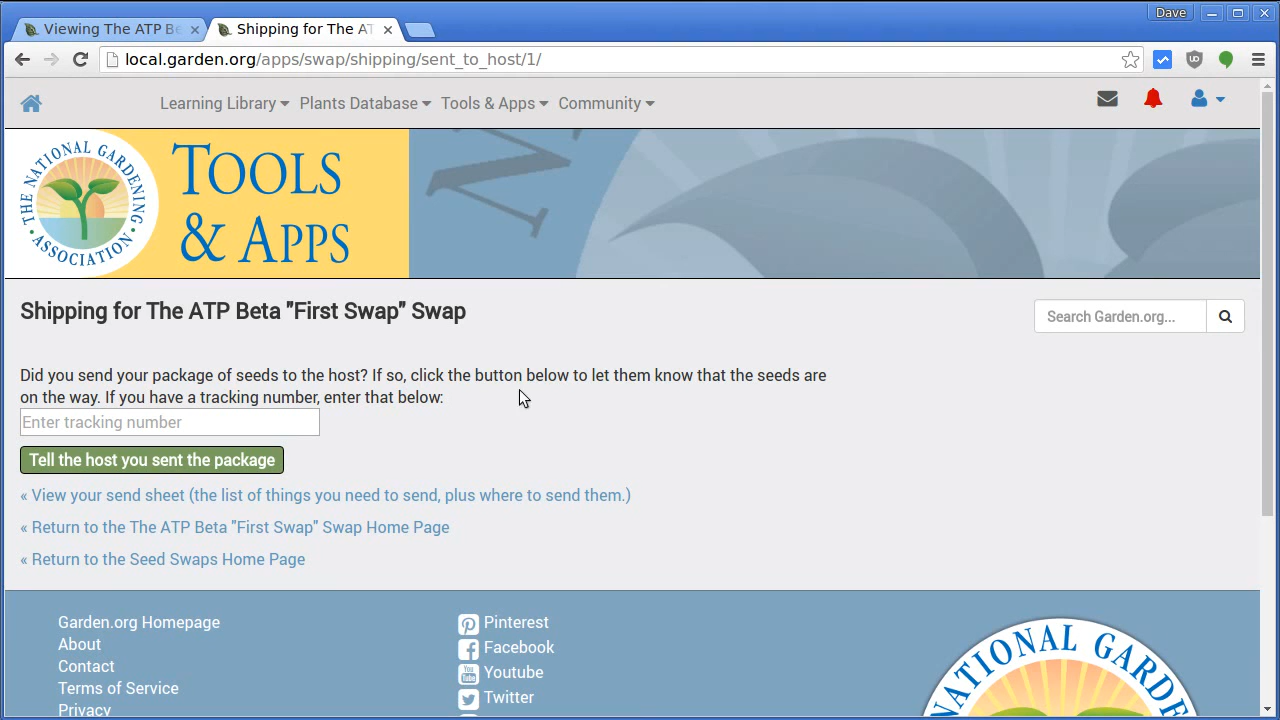 Dave
Viewing The ATP Be
Shipping for The AT
local.garden.org/apps/swap/shipping/sent_to_host/1/
Learning Library Plants Database Tools & Apps Community
THE NATIONAL GARDENING
ASSOCIATION
TOOLS
& APPS
N
Shipping for The ATP Beta "First Swap" Swap
Search Garden.org...
Did you send your package of seeds to the host? If so, click the button below to let them know that the seeds are
on the way. If you have a tracking number, enter that below:
Enter tracking number
Tell the host you sent the package
« View your send sheet (the list of things you need to send, plus where to send them.)
« Return to the The ATP Beta "First Swap" Swap Home Page
« Return to the Seed Swaps Home Page
Garden.org Homepage
About
Contact
Terms of Service
Privacy
Pinterest
Facebook
You Tube Youtube
Twitter
NATIONAL GARDE